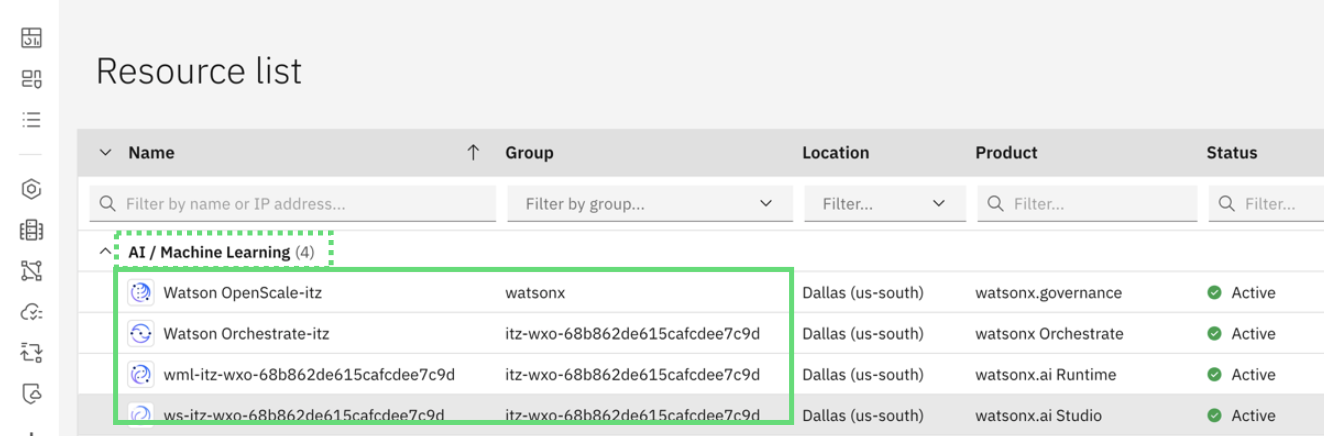 Resource list
Name Group Location Product Status
Filter by name or IP address... Filter by group... Filter... Filter... Filter...
AI / Machine Learning (4)
Watson OpenScale-itz watsonx Dallas (us-south) watsonx.governance Active
Watson Orchestrate-itz itz-wxo-68b862de615cafcdee7c9d Dallas (us-south) watsonx Orchestrate Active
wml-itz-wxo-68b862de615cafcdee7c9d itz-wxo-68b862de615cafcdee7c9d Dallas (us-south) watsonx.ai Runtime Active
ws-itz-wxo-68b862de615cafcdee7c9d itz-wxo-68b862de615cafcdee7c9d Dallas (us-south) watsonx.ai Studio Active